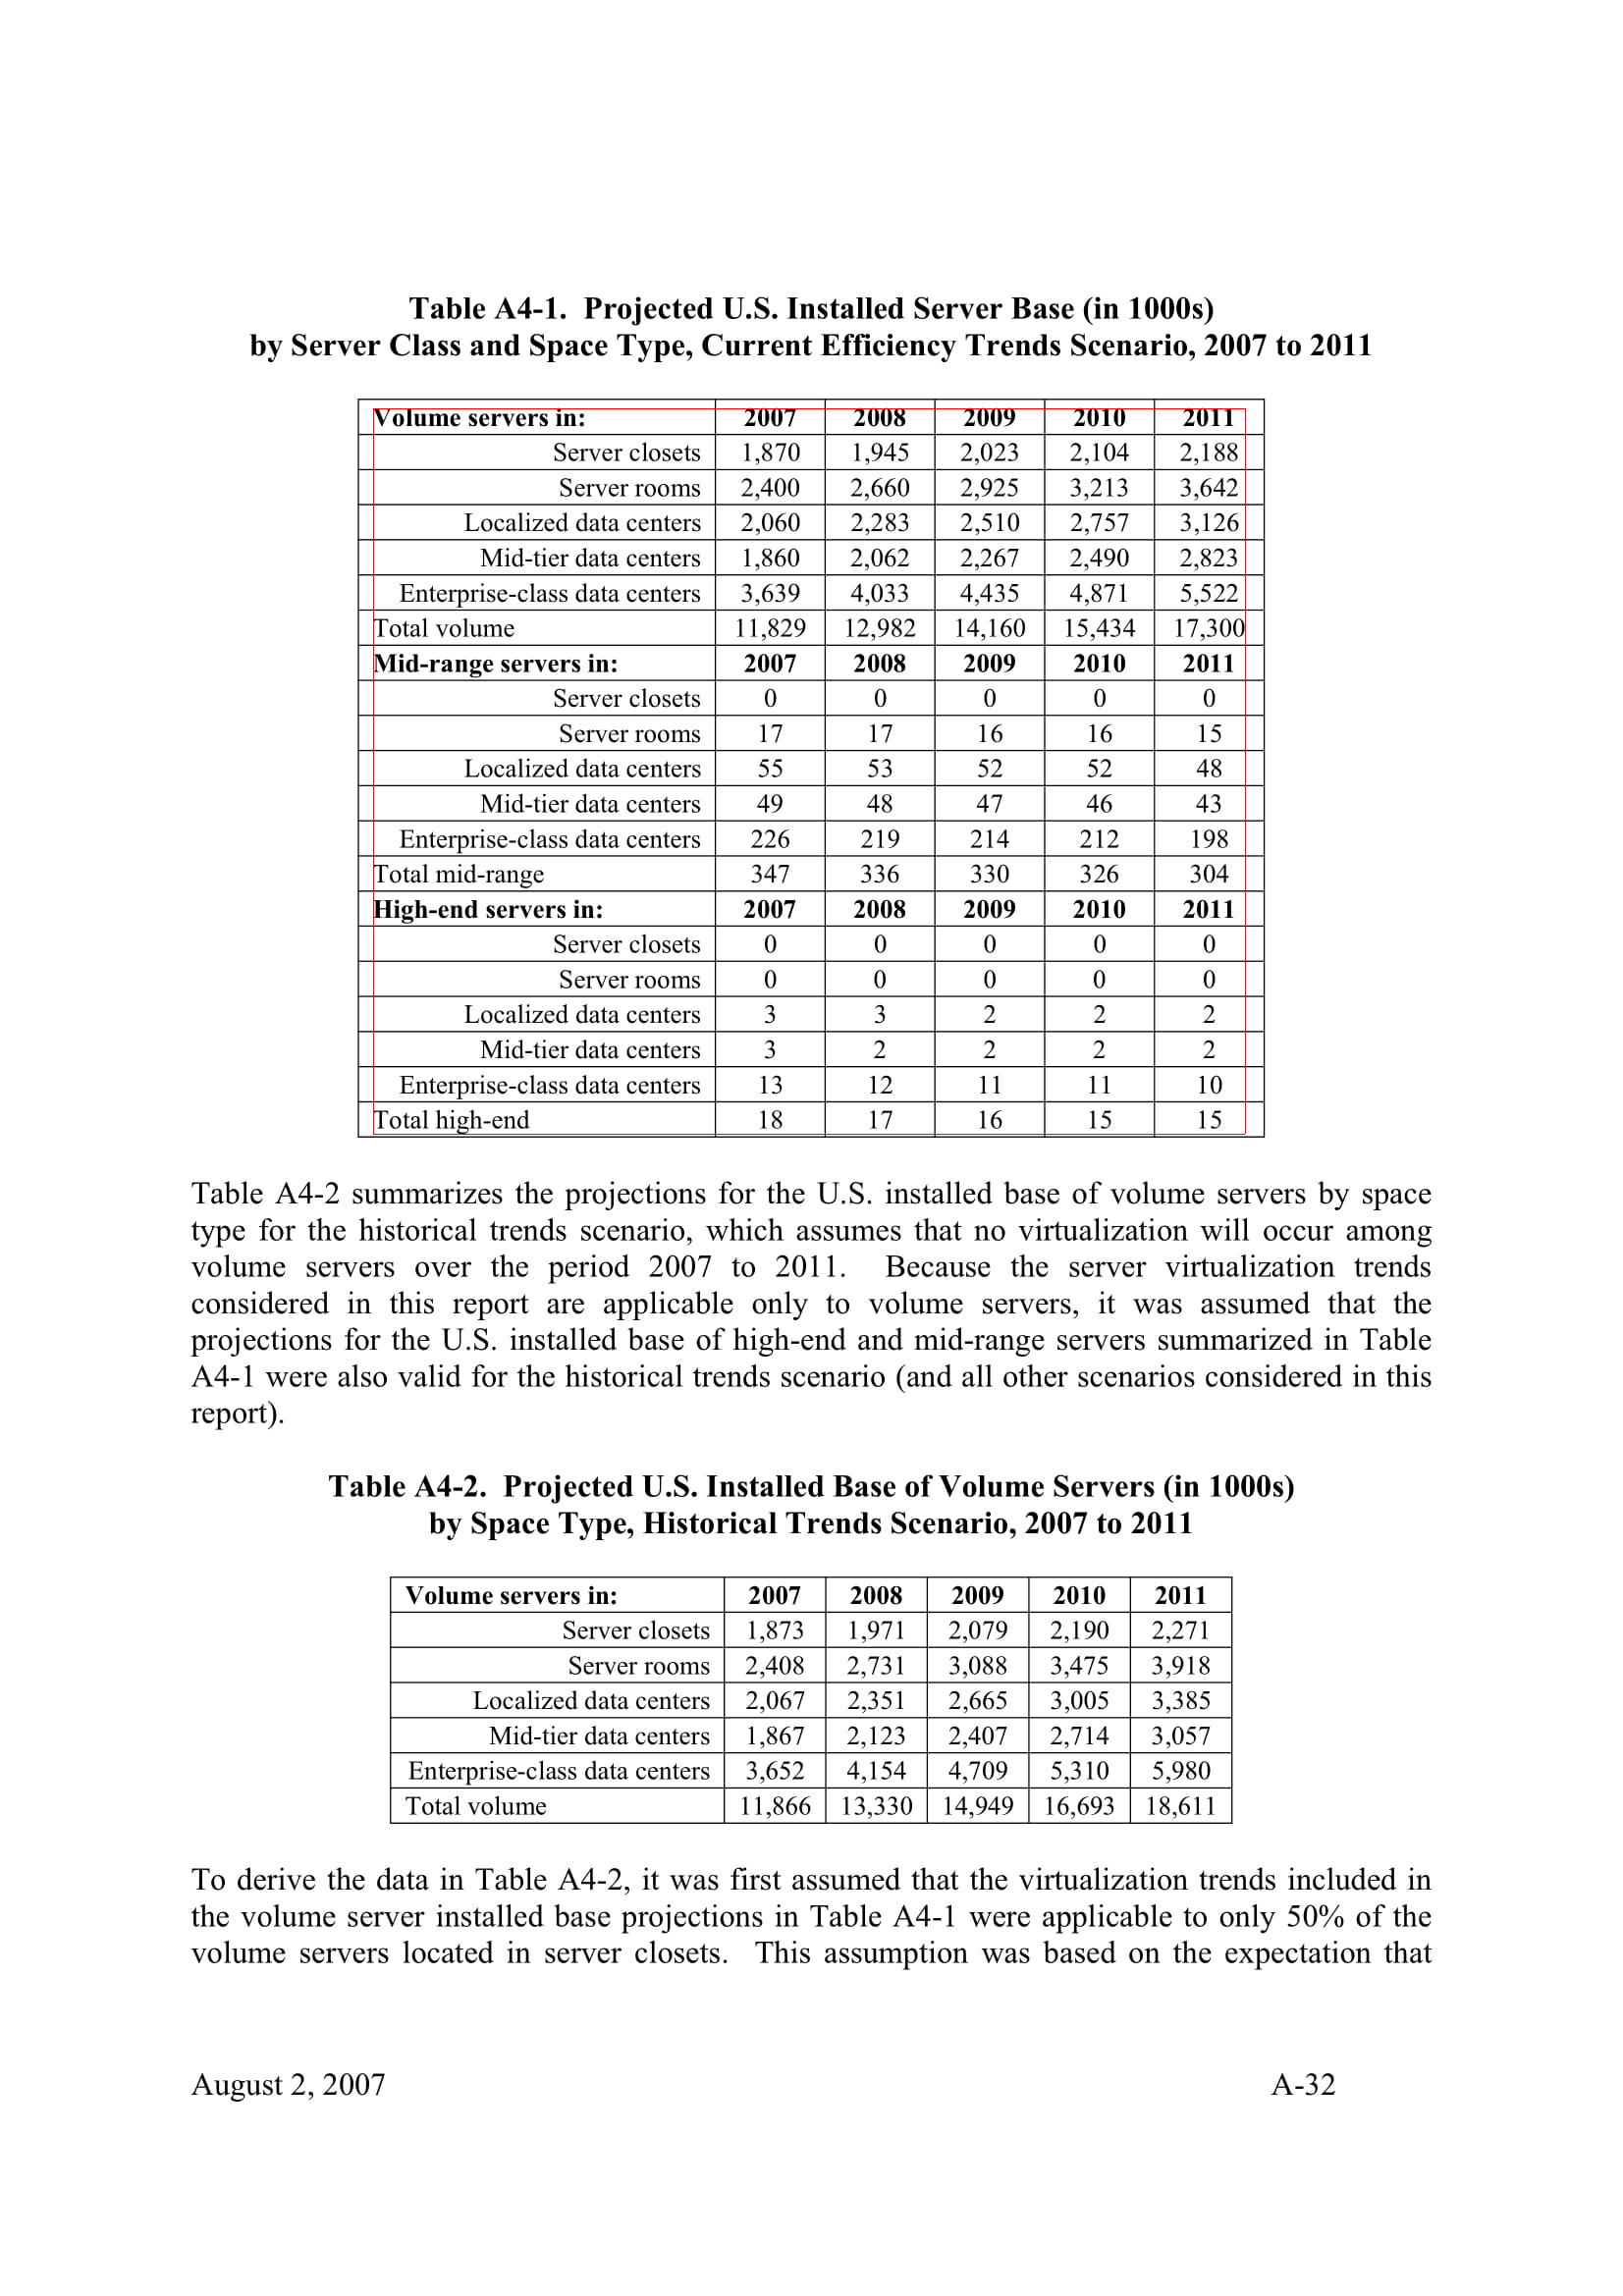 Table A4-1.  Projected U.S. Installed Server Base (in 1000s)
by Server Class and Space Type, Current Efficiency Trends Scenario, 2007 to 2011
Volume servers in: 2007 2008 2009 2010 2011
Server closets 1,870 1,945 2,023 2,104 2,188
Server rooms 2,400 2,660 2,925 3,213 3,642
Localized data centers 2,060 2,283 2,510 2,757 3,126
Mid-tier data centers 1,860 2,062 2,267 2,490 2,823
Enterprise-class data centers 3,639 4,033 4,435 4,871 5,522
Total volume 11,829 12,982 14,160 15,434 17,300
Mid-range servers in: 2007 2008 2009 2010 2011
Server closets 0 0 0 0 0
Server rooms 17 17 16 16 15
Localized data centers 55 53 52 52 48
Mid-tier data centers 49 48 47 46 43
Enterprise-class data centers 226 219 214 212 198
Total mid-range 347 336 330 326 304
High-end servers in: 2007 2008 2009 2010 2011
Server closets 0 0 0 0 0
Server rooms 0 0 0 0 0
Localized data centers 3 3 2 2 2
Mid-tier data centers 3 2 2 2 2
Enterprise-class data centers 13 12 11 11 10
Total high-end 18 17 16 15 15
Table A4-2 summarizes the projections for the U.S. installed base of volume servers by space
type for the historical trends scenario, which assumes that no virtualization will occur among
volume servers over the period 2007 to 2011.  Because the server virtualization trends
considered in this report are applicable only to volume servers, it was assumed that the
projections for the U.S. installed base of high-end and mid-range servers summarized in Table
A4-1 were also valid for the historical trends scenario (and all other scenarios considered in this
report).
Table A4-2.  Projected U.S. Installed Base of Volume Servers (in 1000s)
by Space Type, Historical Trends Scenario, 2007 to 2011
Volume servers in: 2007 2008 2009 2010 2011
Server closets 1,873 1,971 2,079 2,190 2,271
Server rooms 2,408 2,731 3,088 3,475 3,918
Localized data centers 2,067 2,351 2,665 3,005 3,385
Mid-tier data centers 1,867 2,123 2,407 2,714 3,057
Enterprise-class data centers 3,652 4,154 4,709 5,310 5,980
Total volume 11,866 13,330 14,949 16,693 18,611
To derive the data in Table A4-2, it was first assumed that the virtualization trends included in
the volume server installed base projections in Table A4-1 were applicable to only 50% of the
volume servers located in server closets.  This assumption was based on the expectation that
August 2, 2007 A-32